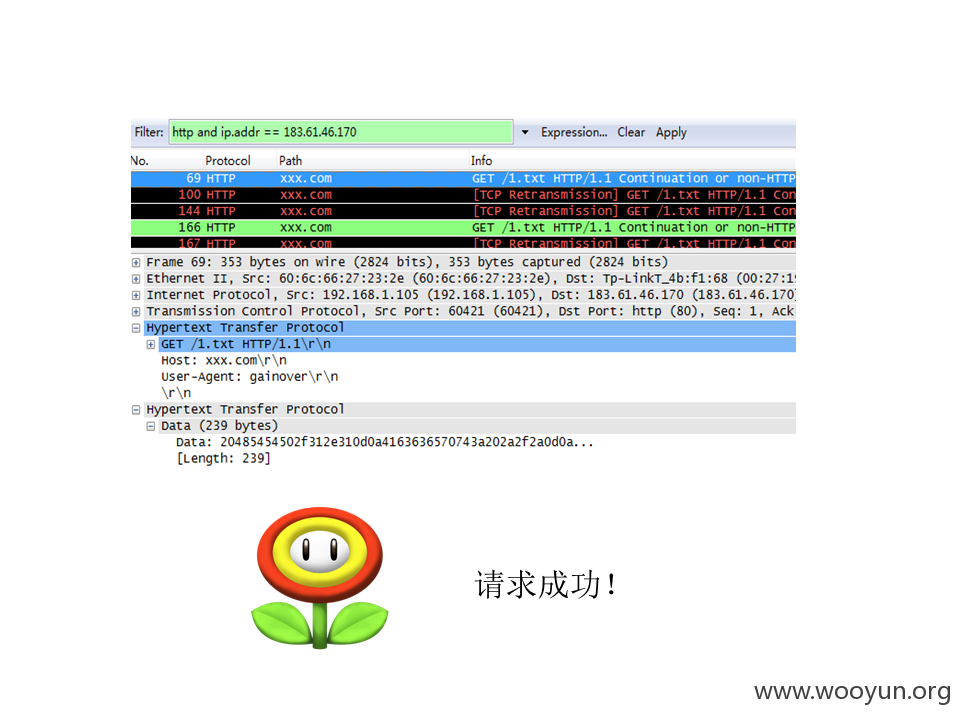 Filter: http and ip.addr == 183.61.46.170 Expression... Clear Apply
No. Protocol Path Info
69 HTTP xxx.com GET /1.txt HTTP/1.1 Continuation or non-HTTP
100 HTTP xxx.com [TCP Retransmission] GET /1.txt HTTP/1.1 Con
144 HTTP xxx.com [TCP Retransmission] GET /1.txt HTTP/1.1 Con
166 HTTP xxx.com GET /1.txt HTTP/1.1 Continuation or non-HTTP
167 HTTP xxx.com [TCP Retransmission] GET /1.txt HTTP/1.1 Con
Frame 69: 353 bytes on wire (2824 bits), 353 bytes captured (2824 bits)
Ethernet II, Src: 60:6c:66:27:23:2e (60:6c:66:27:23:2e), Dst: Tp-LinkT_4b:f1:68 (00:27:19
Internet Protocol, Src: 192.168.1.105 (192.168.1.105), Dst: 183.61.46.170 (183.61.46.170)
Transmission Control Protocol, Src Port: 60421 (60421), Dst Port: http (80), Seq: 1, Ack
Hypertext Transfer Protocol
GET /1.txt HTTP/1.1\r\n
Host: xxx.com\r\n
User-Agent: gainover\r\n
\r\n
Hypertext Transfer Protocol
Data (239 bytes)
Data: 20485454502f312e310d0a4163636570743a202a2f2a0d0a...
[Length: 239]
请求成功！
www.wooyun.org